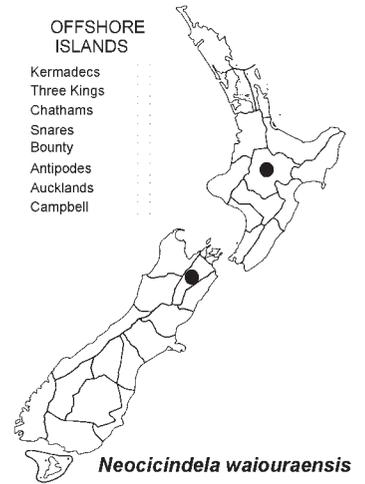 OFFSHORE
ISLANDS
Kermadecs
Three Kings
Chathams
Snares
Bounty
Antipodes
Aucklands
Campbell
Neocicindela waiouraensis